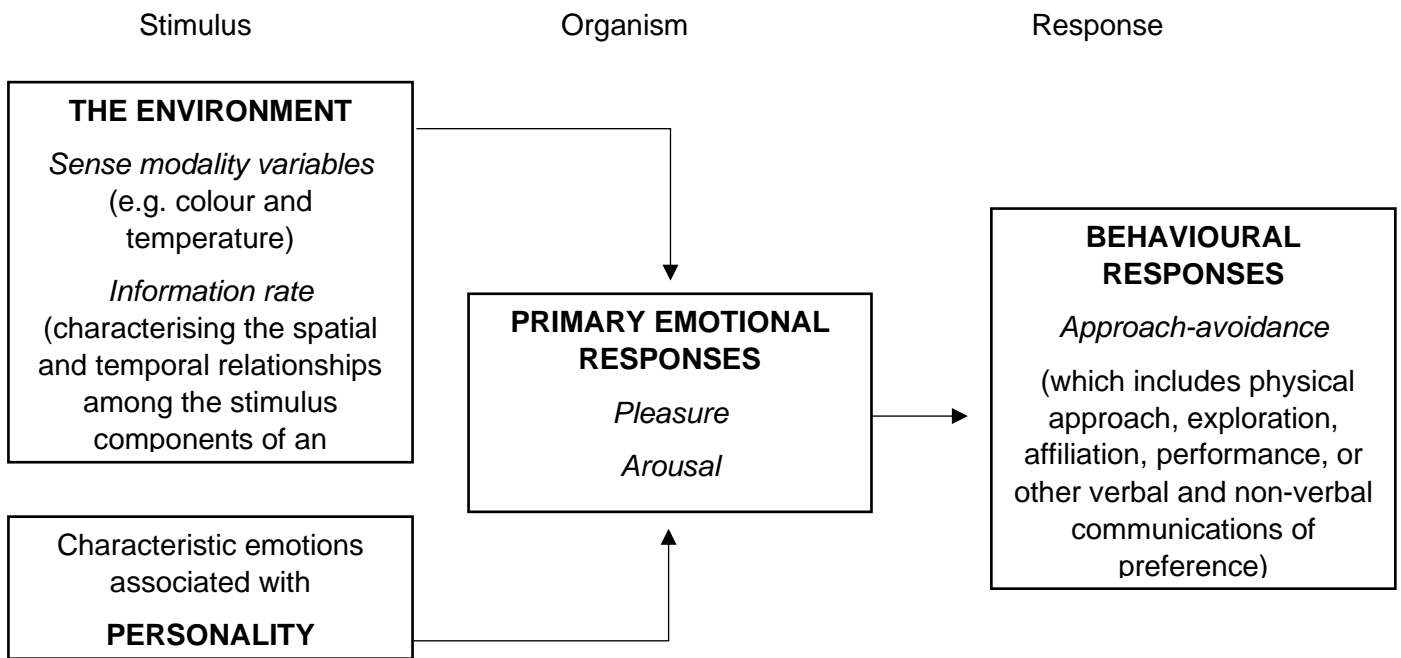 Stimulus
Organism
Response
THE ENVIRONMENT
Sense modality variables
(e.g. colour and
temperature)
Information rate
(characterising the spatial
and temporal relationships
among the stimulus
components of an
Characteristic emotions
associated with
PERSONALITY
PRIMARY EMOTIONAL
RESPONSES
Pleasure
Arousal
BEHAVIOURAL
RESPONSES
Approach-avoidance
(which includes physical
approach, exploration,
affiliation, performance, or
other verbal and non-verbal
communications of
preference)